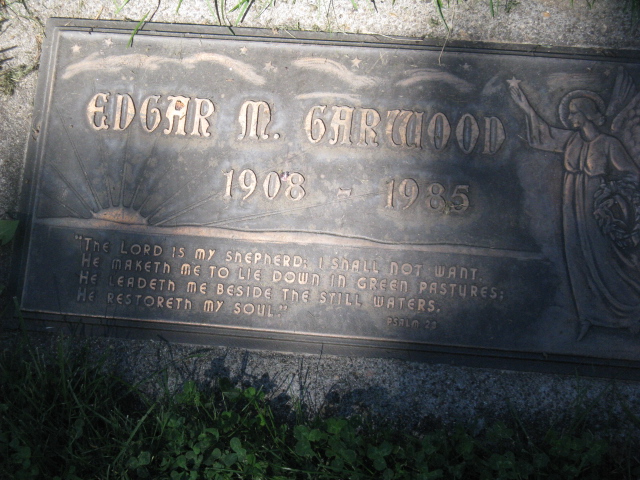 EDGAR M. GARWOOD
1908 - 1985
"THE LORD IS MY SHEPHERD; I SHALL NOT WANT.
HE MAKETH ME TO LIE DOWN IN GREEN PASTURES;
HE LEADETH ME BESIDE THE STILL WATERS.
HE RESTORETH MY SOUL."
PSALM 23